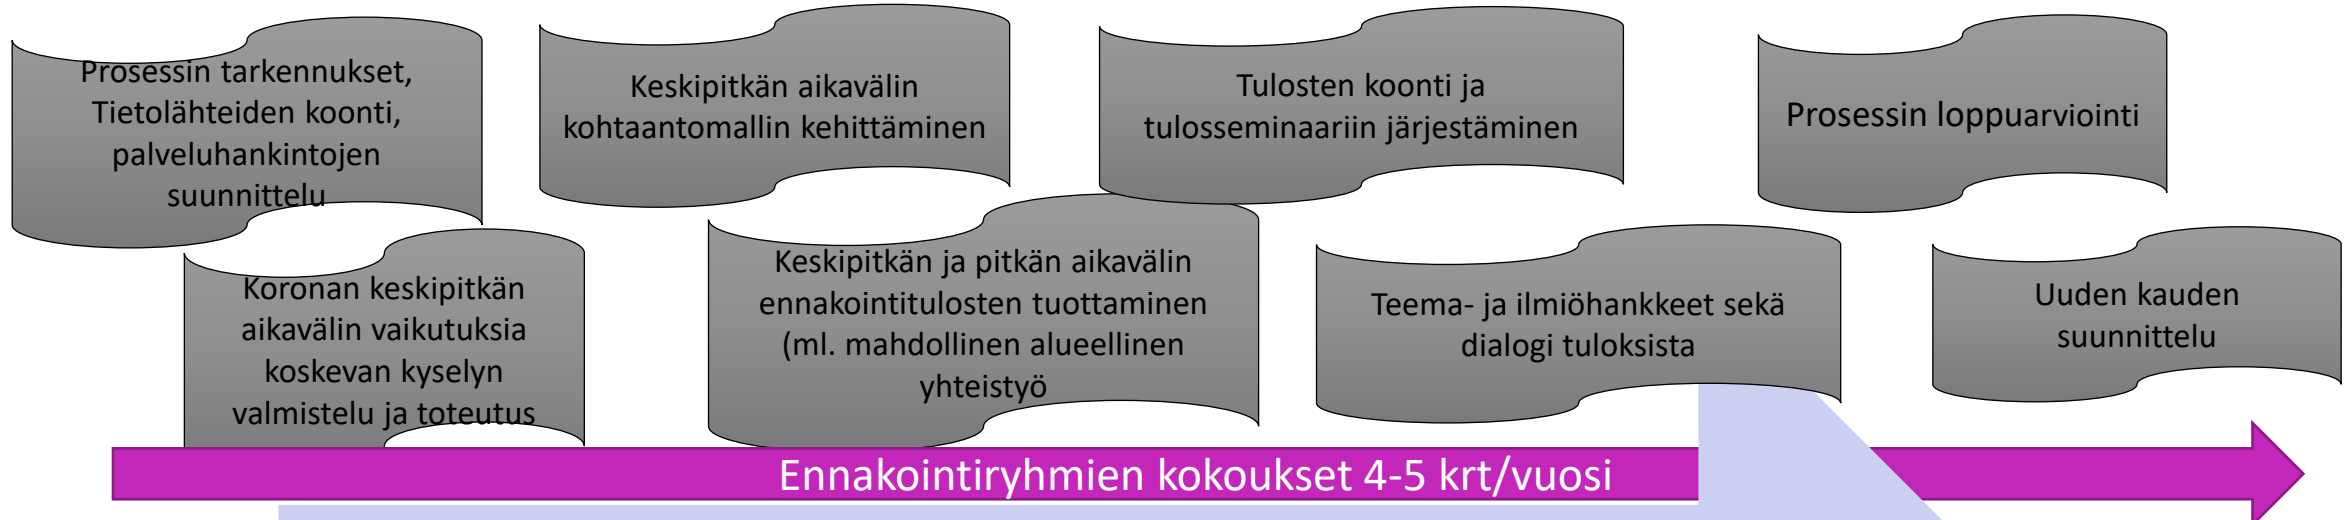 Prosessin tarkennukset,
Tietolähteiden koonti,
palveluhankintojen
suunnittelu
Koronan keskipitkän
aikavälin vaikutuksia
koskevan kyselyn
valmistelu ja toteutus
Keskipitkän aikavälin
kohtaantomallin kehittäminen
Keskipitkän ja pitkän aikavälin
ennakointitulosten tuottaminen
(ml. mahdollinen alueellinen
yhteistyö
Tulosten koonti ja
tulosseminaariin järjestäminen
Teema- ja ilmiöhankkeet sekä
dialogi tuloksista
Prosessin loppuarviointi
Uuden kauden
suunnittelu
Ennakointiryhmien kokoukset 4-5 krt/vuosi